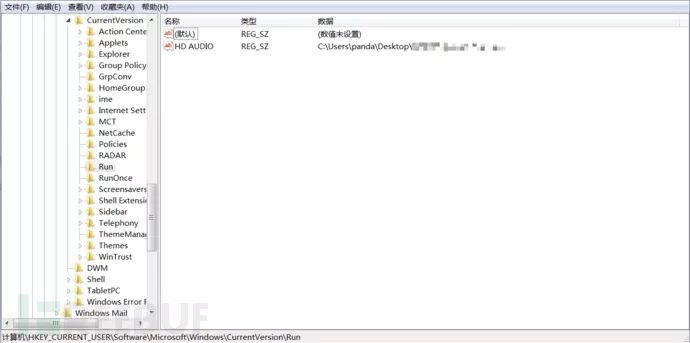 文件(F) 编辑(E) 查看(V) 收藏夹(A) 帮助(H)
CurrentVersion
Action Cente
Applets
Explorer
Group Policy
GrpConv
HomeGroup
ime
Internet Sett
MCT
NetCache
Policies
RADAR
Run
RunOnce
Screensavers
Shell Extensio
Sidebar
Telephony
ThemeManag
Themes
WinTrust
DWM
Shell
TabletPC
Windows Error R
Windows Mail
名称 类型 数据
(默认) REG_SZ (数值未设置)
HD AUDIO REG_SZ C:\Users\panda\Desktop\
计算机\HKEY_CURRENT_USER\Software\Microsoft\Windows\CurrentVersion\Run